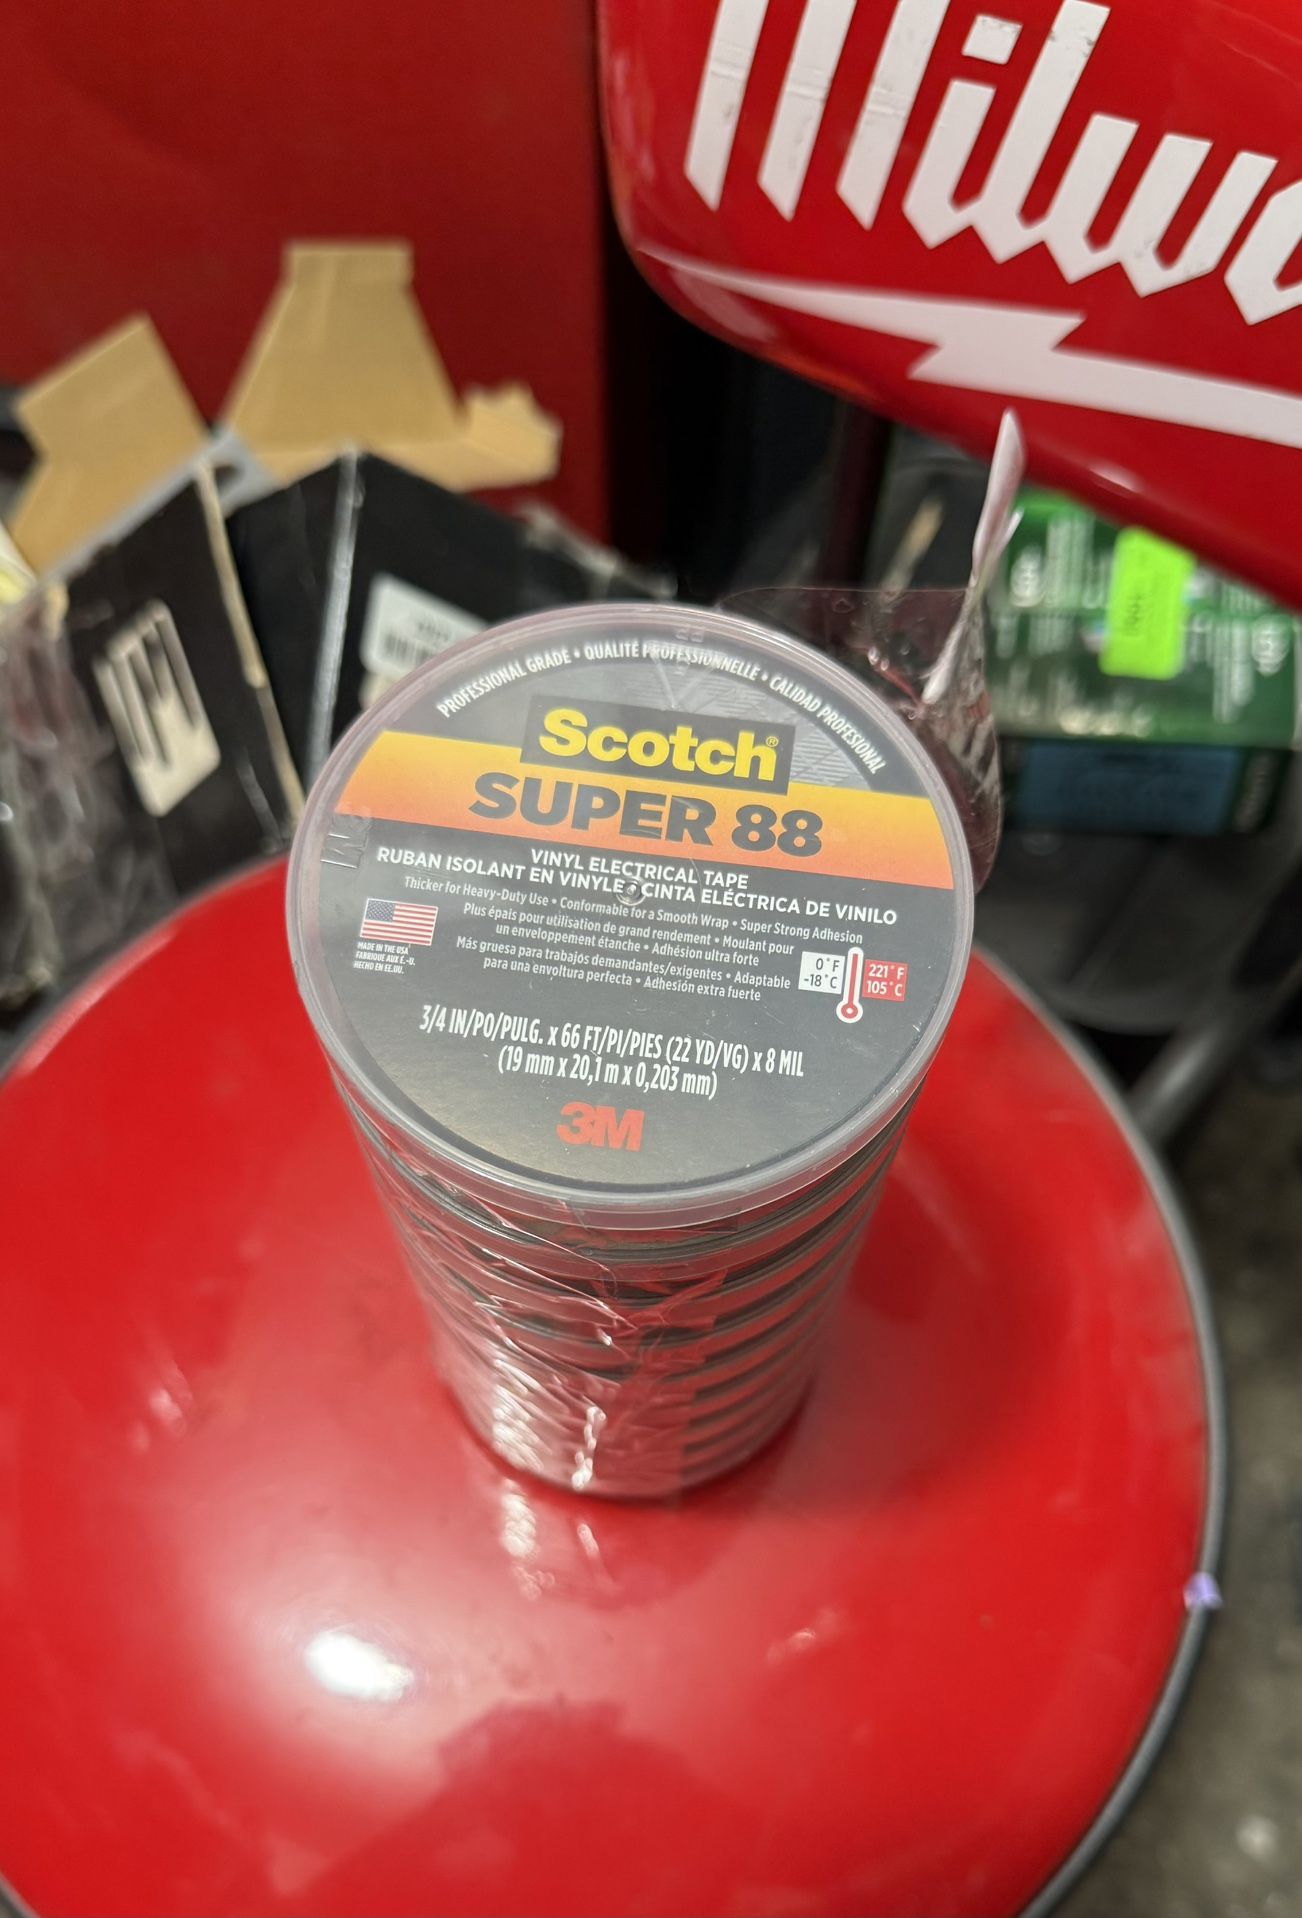 Milwa
PROFESSIONAL GRADE • QUALITÉ PROFESSIONNELLE • CALIDAD PROFESIONAL
Scotch®
SUPER 88
VINYL ELECTRICAL TAPE
RUBAN ISOLANT EN VINYLE • CINTA ELÉCTRICA DE VINILO
Thicker for Heavy-Duty Use • Conformable for a Smooth Wrap • Super Strong Adhesion
Plus épais pour utilisation de grand rendement • Moulant pour
un enveloppement étanche • Adhésion ultra forte
Más gruesa para trabajos demandantes/exigentes • Adaptable
para una envoltura perfecta • Adhesión extra fuerte
MADE IN THE USA
FABRIQUE AUX É.-U.
HECHO EN EE.UU.
0°F
-18°C
221°F
105°C
3/4 IN/PO/PULG. x 66 FT/PI/PIES (22 YD/VG) x 8 MIL
(19 mm x 20,1 m x 0,203 mm)
3M